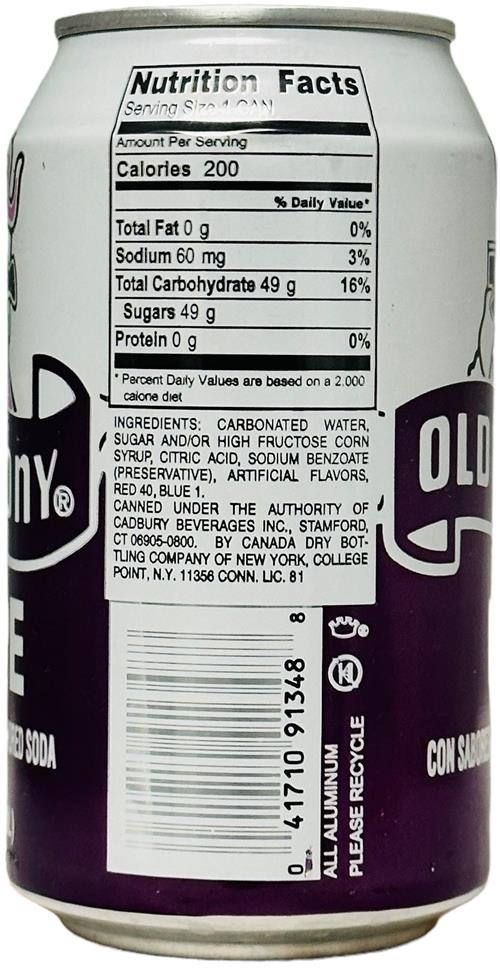 Nutrition Facts
Serving Size 1 CAN
Amount Per Serving
Calories 200
% Daily Value*
Total Fat 0 g 0%
Sodium 60 mg 3%
Total Carbohydrate 49 g 16%
Sugars 49 g
Protein 0 g 0%
* Percent Daily Values are based on a 2,000
calorie diet
INGREDIENTS: CARBONATED WATER,
SUGAR AND/OR HIGH FRUCTOSE CORN
SYRUP, CITRIC ACID, SODIUM BENZOATE
(PRESERVATIVE), ARTIFICIAL FLAVORS,
RED 40, BLUE 1.
CANNED UNDER THE AUTHORITY OF
CADBURY BEVERAGES INC., STAMFORD,
CT 06905-0800. BY CANADA DRY BOT-
TLING COMPANY OF NEW YORK, COLLEGE
POINT, N.Y. 11356 CONN. LIC. 81
nny®
E
RED SODA
OLD
CON SABORE
0 41710 91348 8
ALL ALUMINUM
PLEASE RECYCLE
K